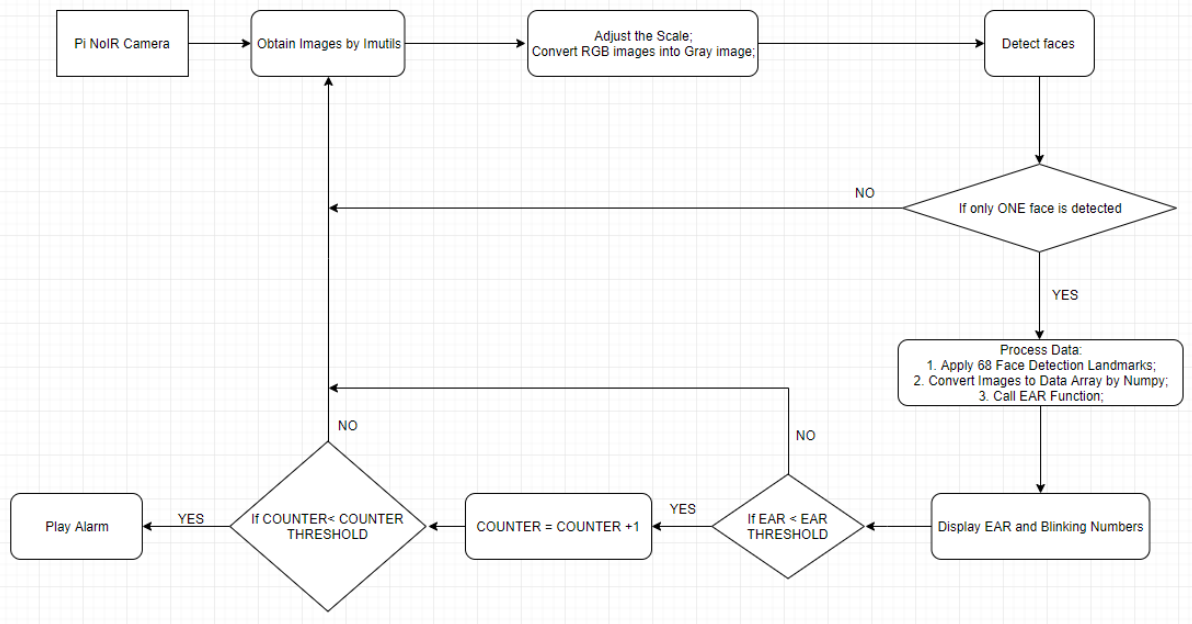 Pi NoIR Camera
Obtain Images by Imutils
Adjust the Scale;
Convert RGB images into Gray image;
Detect faces
NO
If only ONE face is detected
YES
Process Data:
1. Apply 68 Face Detection Landmarks;
2. Convert Images to Data Array by Numpy;
3. Call EAR Function;
NO
NO
Play Alarm
YES
If COUNTER< COUNTER
THRESHOLD
COUNTER = COUNTER +1
YES
If EAR < EAR
THRESHOLD
Display EAR and Blinking Numbers